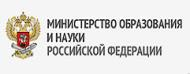 МИНИСТЕРСТВО ОБРАЗОВАНИЯ
И НАУКИ
РОССИЙСКОЙ ФЕДЕРАЦИИ